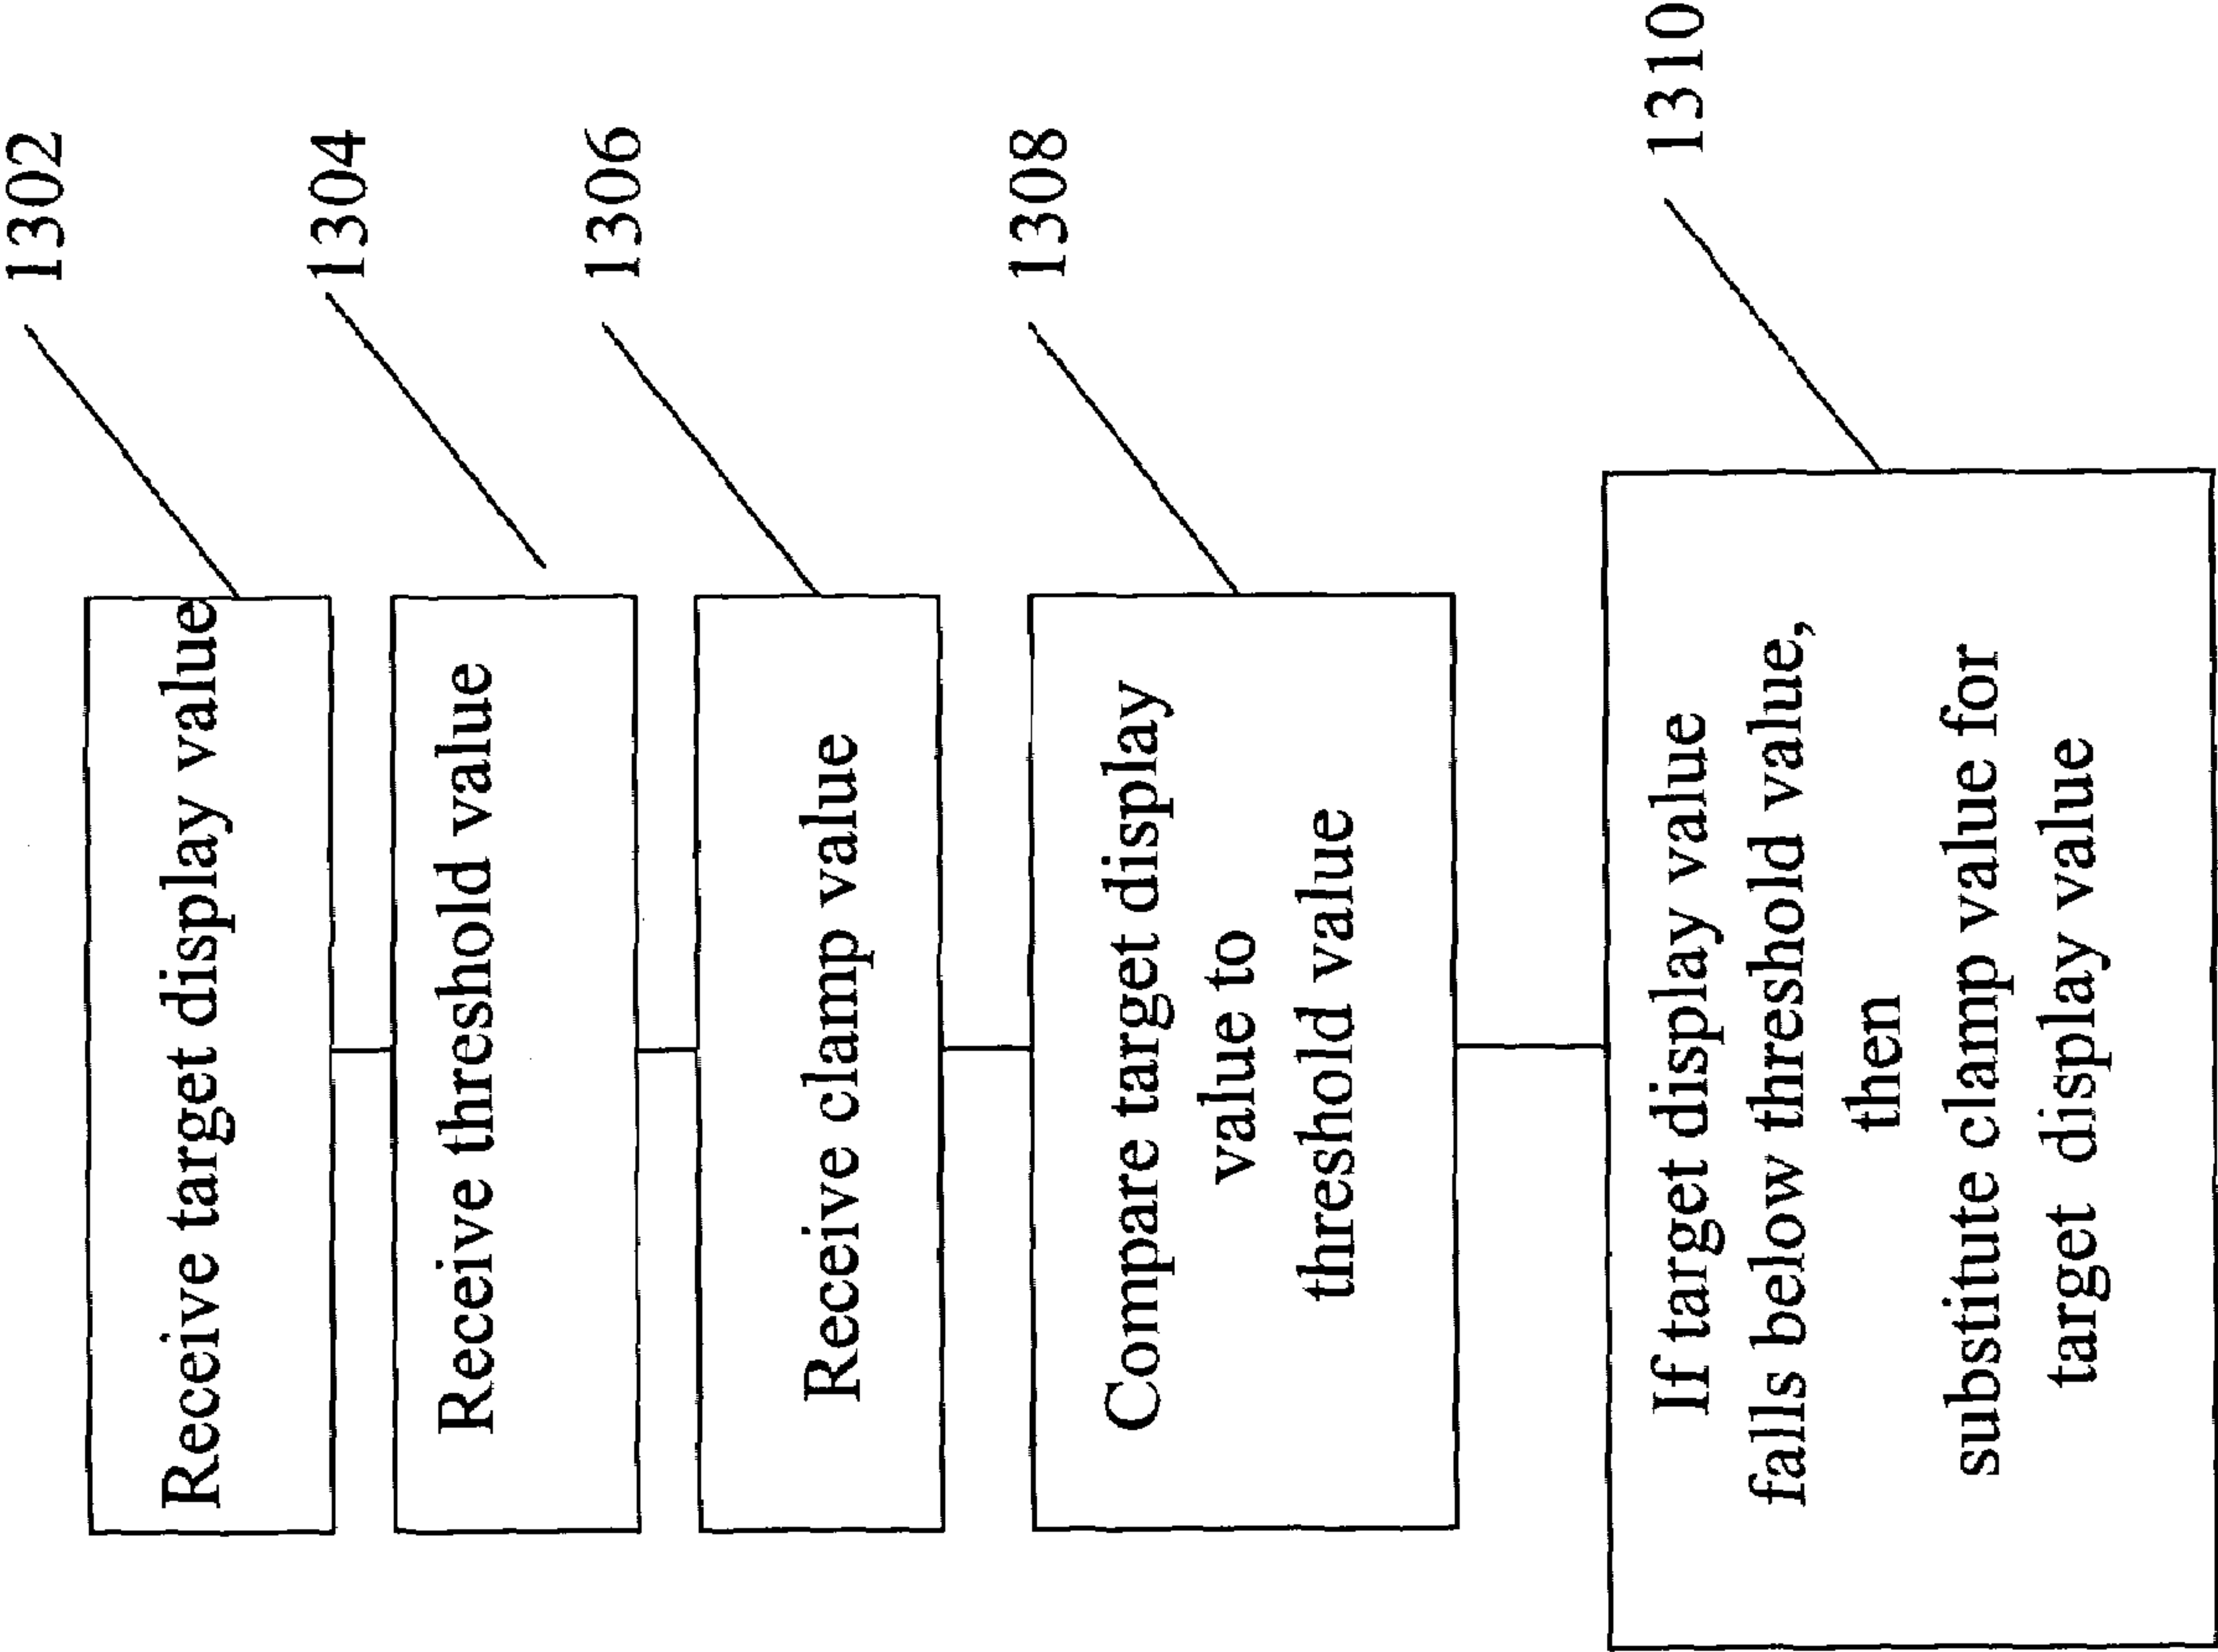 1302
Receive target display value
1304
Receive threshold value
1306
Receive clamp value
1308
Compare target display
value to
threshold value
1310
If target display value
falls below threshold value,
then
substitute clamp value for
target display value